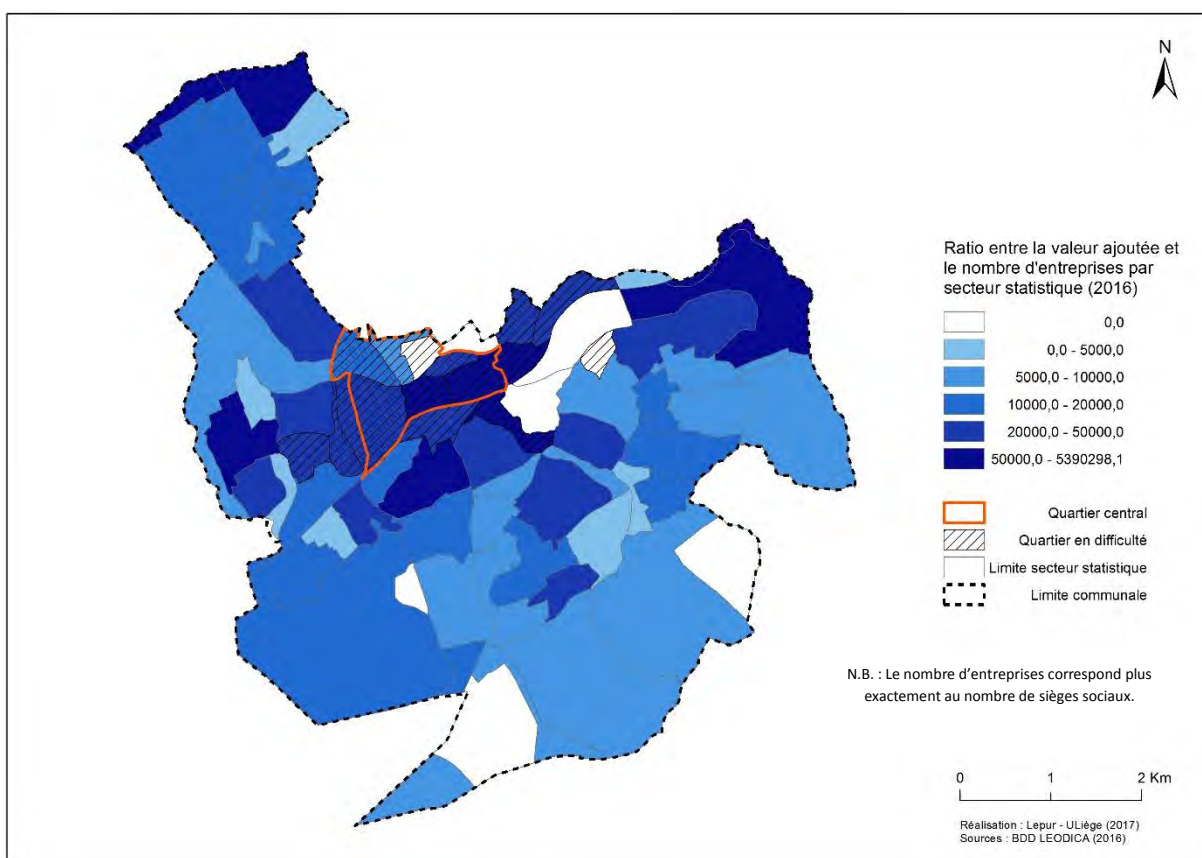 N
Ratio entre la valeur ajoutée et
le nombre d'entreprises par
secteur statistique (2016)
0,0
0,0 - 5000,0
5000,0 - 10000,0
10000,0 - 20000,0
20000,0 - 50000,0
50000,0 - 5390298,1
Quartier central
Quartier en difficulté
Limite secteur statistique
Limite communale
N.B. : Le nombre d’entreprises correspond plus
exactement au nombre de sièges sociaux.
0 1 2 Km
Réalisation : Lepur - ULiège (2017)
Sources : BDD LEODICA (2016)